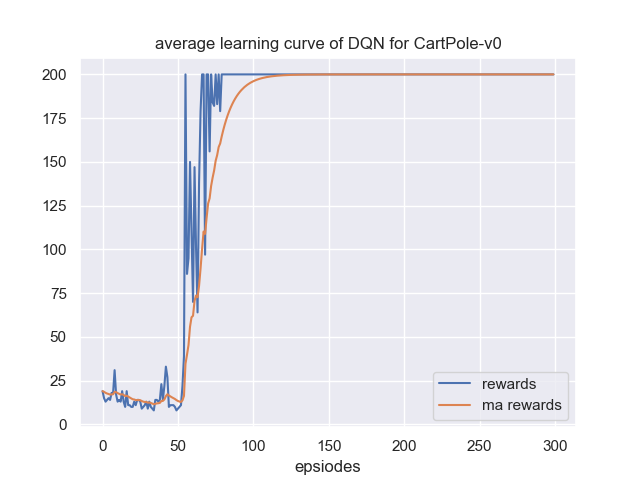 average learning curve of DQN for CartPole-v0
200
175
150
125
100
75
50
25
0
0 50 100 150 200 250 300
epsiodes
rewards
ma rewards